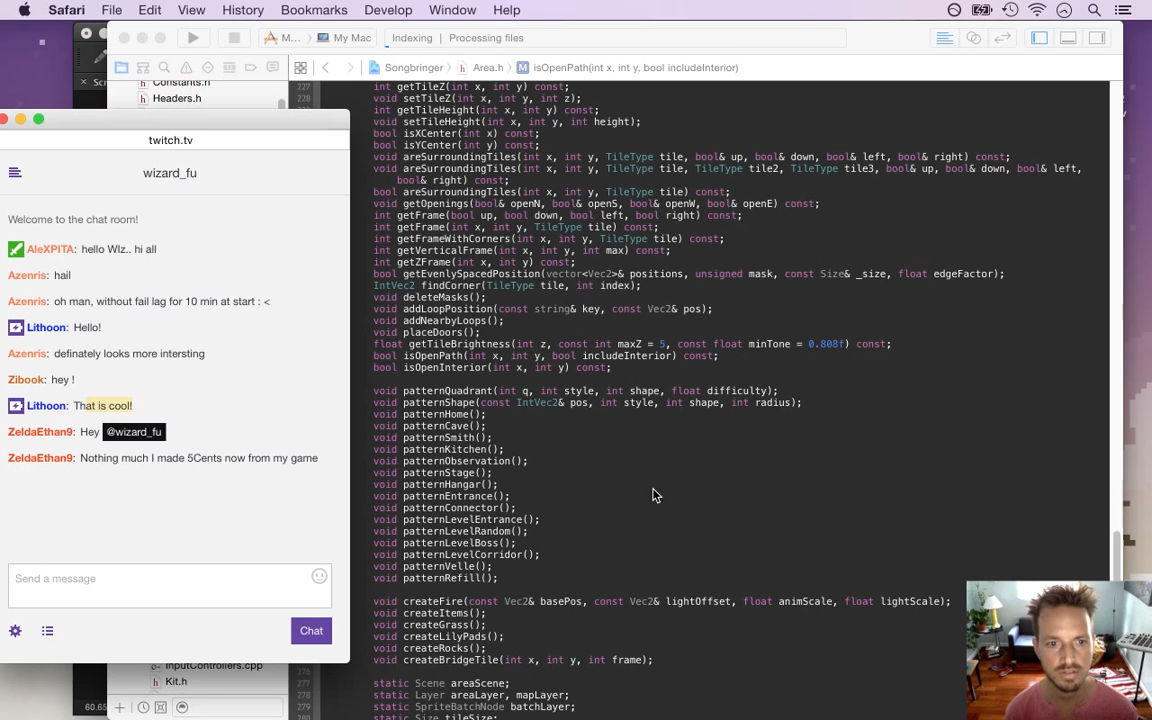 Safari File Edit View History Bookmarks Develop Window Help
M... My Mac Indexing | Processing files
Songbringer Area.h M isOpenPath(int x, int y, bool includeInterior)
Constants.h
Headers.h
twitch.tv
wizard_fu
Welcome to the chat room!
AleXPITA: hello WIz.. hi all
Azenris: hail
Azenris: oh man, without fail lag for 10 min at start : <
Lithoon: Hello!
Azenris: definately looks more intersting
Zibook: hey !
Lithoon: That is cool!
ZeldaEthan9: Hey @wizard_fu
ZeldaEthan9: Nothing much I made 5Cents now from my game
Send a message
Chat
InputControllers.cpp
Kit.h
60.65
227 int getTileZ(int x, int y) const;
228 void setTileZ(int x, int y, int z);
229 int getTileHeight(int x, int y) const;
230 void setTileHeight(int x, int y, int height);
bool isXCenter(int x) const;
bool isYCenter(int y) const;
void areSurroundingTiles(int x, int y, TileType tile, bool& up, bool& down, bool& left, bool& right) const;
void areSurroundingTiles(int x, int y, TileType tile, TileType tile2, TileType tile3, bool& up, bool& down, bool& left,
bool& right) const;
bool areSurroundingTiles(int x, int y, TileType tile) const;
void getOpenings(bool& openN, bool& openS, bool& openW, bool& openE) const;
int getFrame(bool up, bool down, bool left, bool right) const;
int getFrame(int x, int y, TileType tile) const;
int getFrameWithCorners(int x, int y, TileType tile) const;
int getVerticalFrame(int x, int y, int max) const;
int getZFrame(int x, int y) const;
bool getEvenlySpacedPosition(vector<Vec2>& positions, unsigned mask, const Size& _size, float edgeFactor);
IntVec2 findCorner(TileType tile, int index);
void deleteMasks();
void addLoopPosition(const string& key, const Vec2& pos);
void addNearbyLoops();
void placeDoors();
float getTileBrightness(int z, const int maxZ = 5, const float minTone = 0.808f) const;
bool isOpenPath(int x, int y, bool includeInterior) const;
bool isOpenInterior(int x, int y) const;
void patternQuadrant(int q, int style, int shape, float difficulty);
void patternShape(const IntVec2& pos, int style, int shape, int radius);
void patternHome();
void patternCave();
void patternSmith();
void patternKitchen();
void patternObservation();
void patternStage();
void patternHangar();
void patternEntrance();
void patternConnector();
void patternLevelEntrance();
void patternLevelRandom();
void patternLevelBoss();
void patternLevelCorridor();
void patternVelle();
void patternRefill();
void createFire(const Vec2& basePos, const Vec2& lightOffset, float animScale, float lightScale);
void createItems();
void createGrass();
void createLilyPads();
void createRocks();
void createBridgeTile(int x, int y, int frame);
277 static Scene areaScene;
278 static Layer areaLayer, mapLayer;
279 static SpriteBatchNode batchLayer;
280 static Size tileSize;